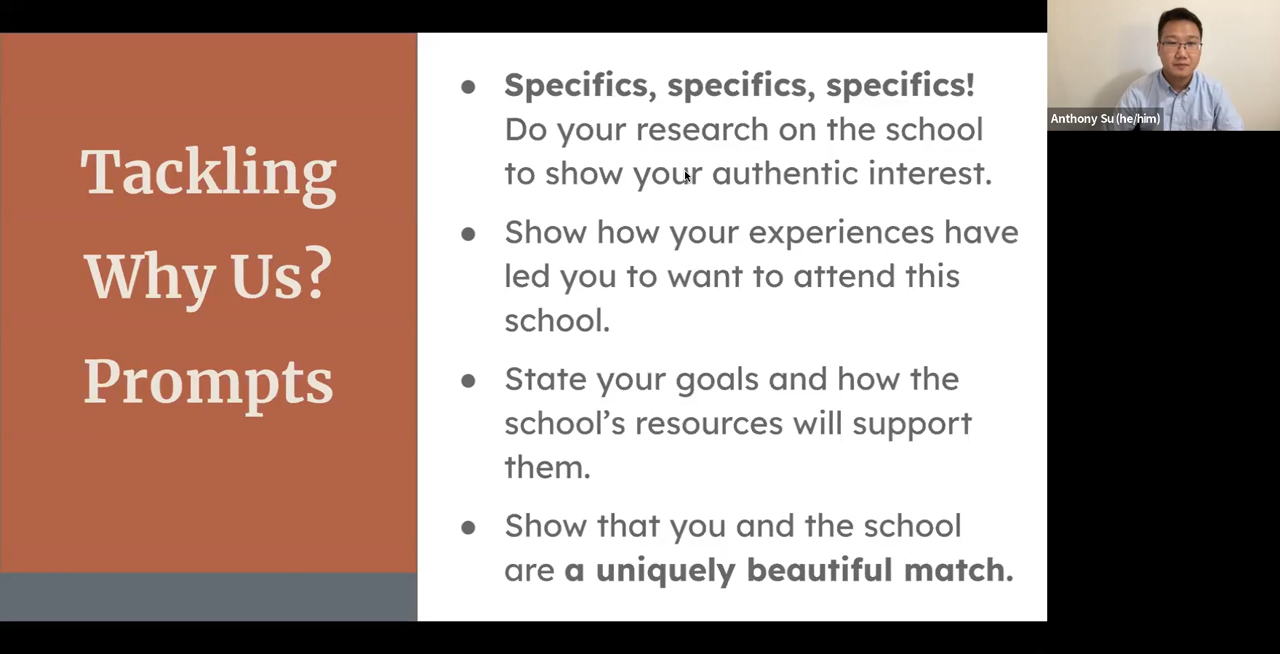 Tackling
Why Us?
Prompts
● Specifics, specifics, specifics!
Do your research on the school
to show your authentic interest.
● Show how your experiences have
led you to want to attend this
school.
● State your goals and how the
school’s resources will support
them.
● Show that you and the school
are a uniquely beautiful match.
Anthony Su (he/him)